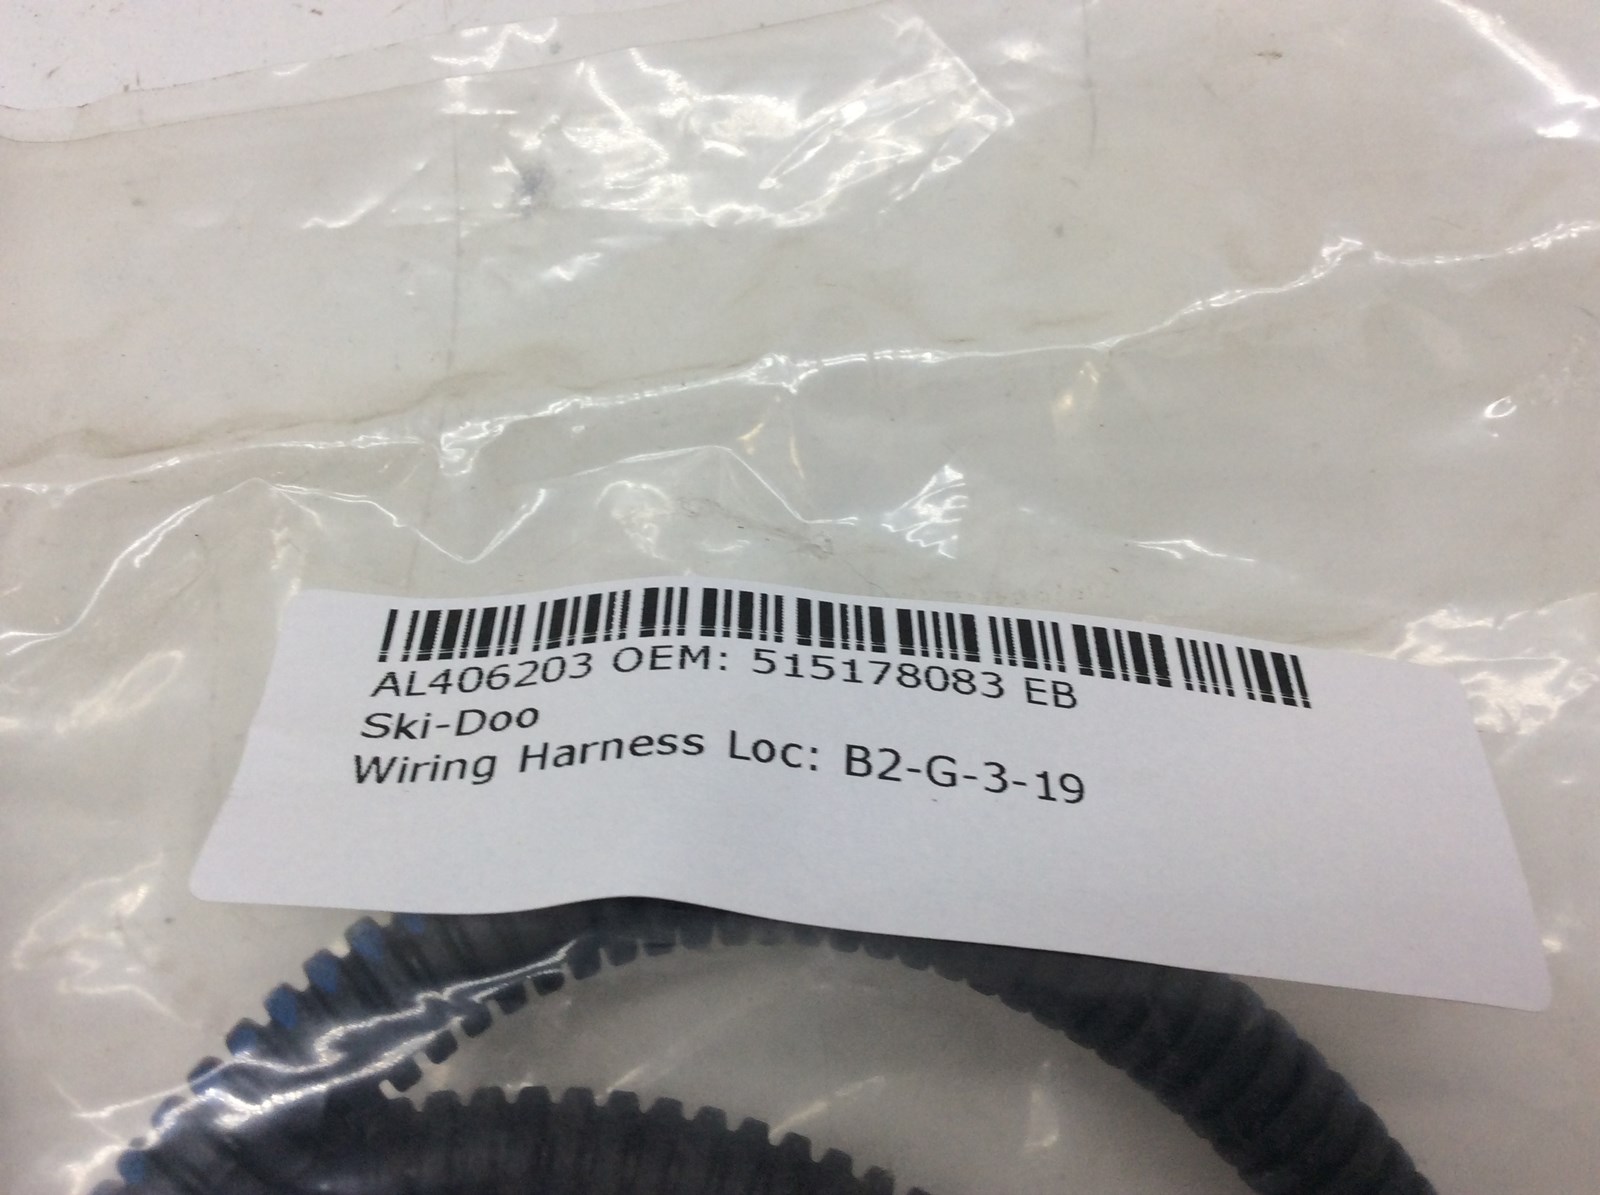 AL406203 OEM: 515178083 EB
Ski-Doo
Wiring Harness Loc: B2-G-3-19